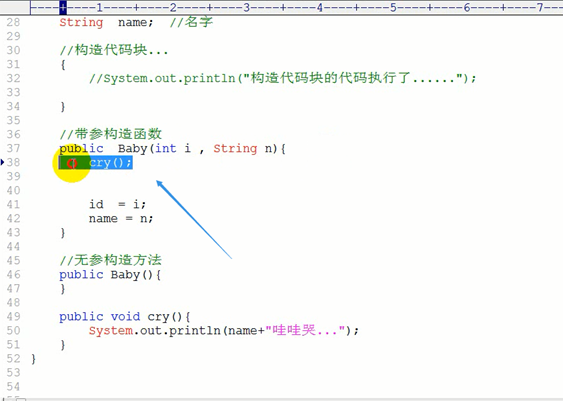 ----+----1----+----2----+----3----+----4----+----5----+----6----+----7--
28 String name; //名字
29
30 //构造代码块...
31 {
32 //System.out.println("构造代码块的代码执行了......");
33
34 }
35
36 //带参构造函数
37 public Baby(int i , String n){
38 cry();
39
40
41 id = i;
42 name = n;
43 }
44
45 //无参构造方法
46 public Baby(){
47 }
48
49 public void cry(){
50 System.out.println(name+"哇哇哭...");
51 }
52 }
53
54